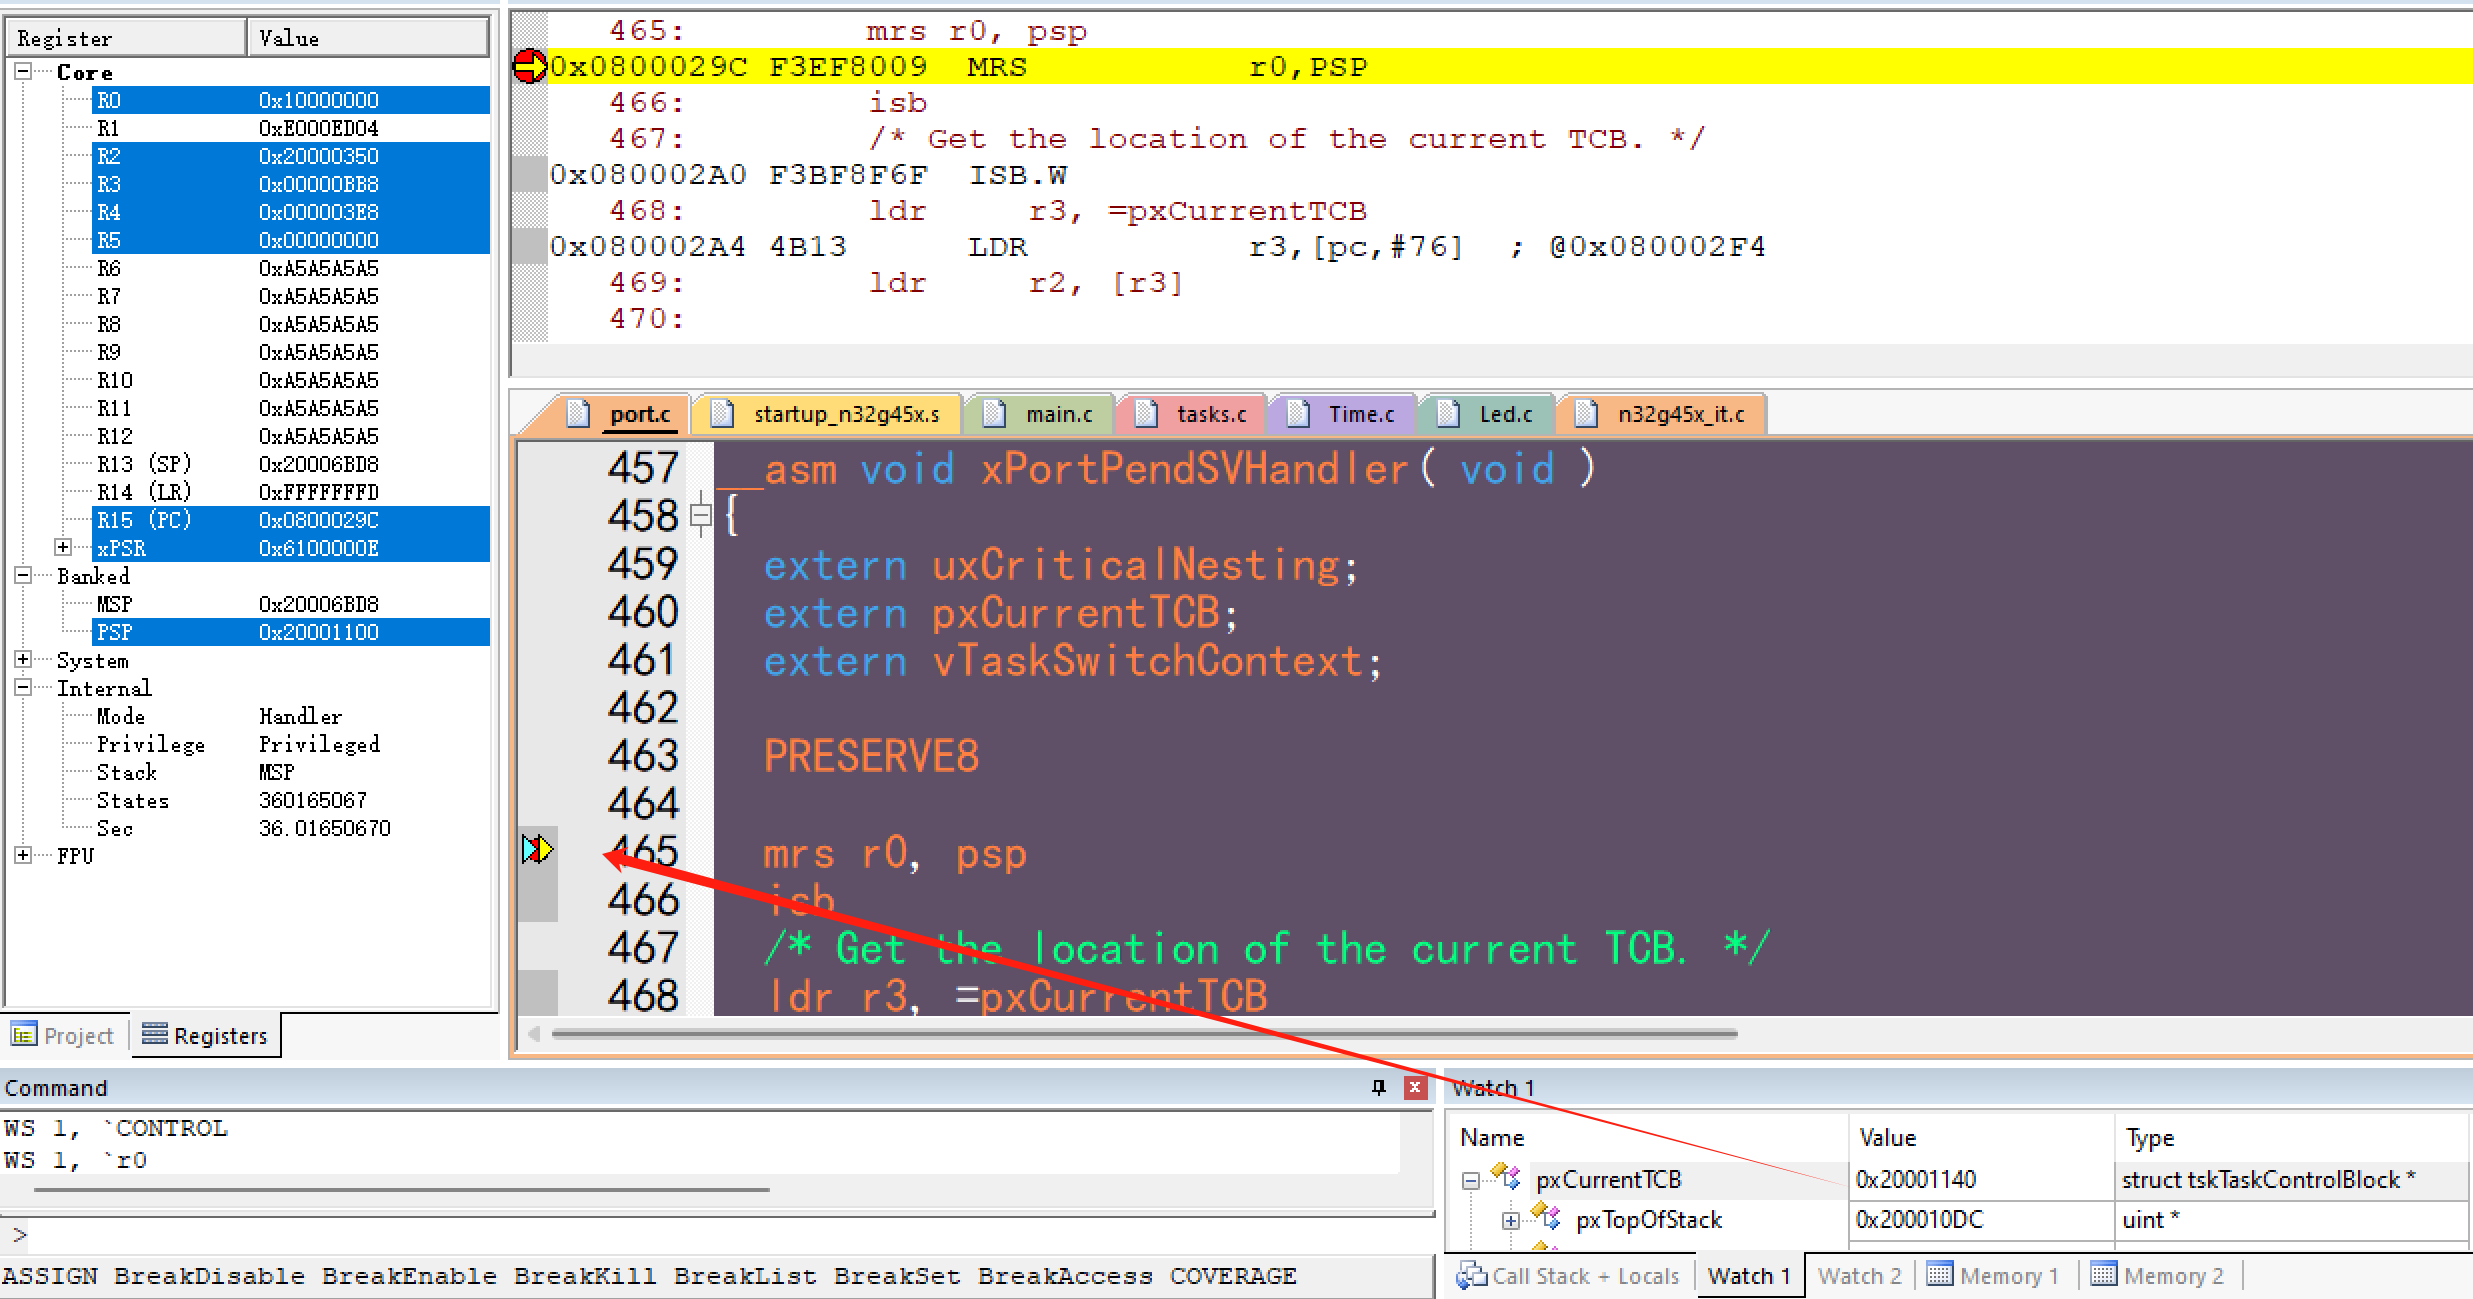 Register Value
Core
R0 0x10000000
R1 0xE000ED04
R2 0x20000350
R3 0x00000BB8
R4 0x000003E8
R5 0x00000000
R6 0xA5A5A5A5
R7 0xA5A5A5A5
R8 0xA5A5A5A5
R9 0xA5A5A5A5
R10 0xA5A5A5A5
R11 0xA5A5A5A5
R12 0xA5A5A5A5
R13 (SP) 0x20006BD8
R14 (LR) 0xFFFFFFFD
R15 (PC) 0x0800029C
xPSR 0x6100000E
Banked
MSP 0x20006BD8
PSP 0x20001100
System
Internal
Mode Handler
Privilege Privileged
Stack MSP
States 360165067
Sec 36.01650670
FPU
Project Registers
465: mrs r0, psp
0x0800029C F3EF8009 MRS r0,PSP
466: isb
467: /* Get the location of the current TCB. */
0x080002A0 F3BF8F6F ISB.W
468: ldr r3, =pxCurrentTCB
0x080002A4 4B13 LDR r3,[pc,#76] ; @0x080002F4
469: ldr r2, [r3]
470:
port.c startup_n32g45x.s main.c tasks.c Time.c Led.c n32g45x_it.c
457 __asm void xPortPendSVHandler( void )
458 {
459 extern uxCriticalNesting;
460 extern pxCurrentTCB;
461 extern vTaskSwitchContext;
462
463 PRESERVE8
464
465 mrs r0, psp
466 isb
467 /* Get the location of the current TCB. */
468 ldr r3, =pxCurrentTCB
Command
WS 1, `CONTROL
WS 1, `r0
>
ASSIGN BreakDisable BreakEnable BreakKill BreakList BreakSet BreakAccess COVERAGE
Watch 1
Name Value Type
pxCurrentTCB 0x20001140 struct tskTaskControlBlock *
pxTopOfStack 0x200010DC uint *
Call Stack + Locals Watch 1 Watch 2 Memory 1 Memory 2